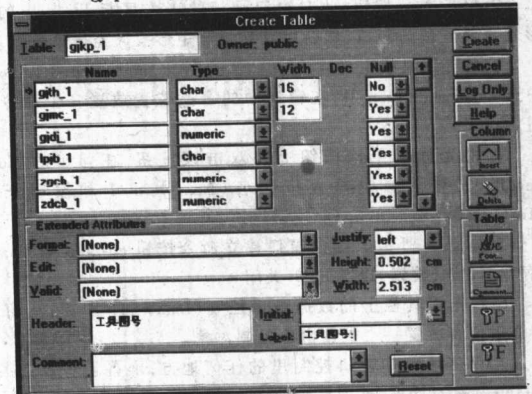 Create Table
Table: gjkp_1 Owner: public Create
Name Type Width Dec Null Cancel
gjth_1 char 16 No Log Only
gjmc_1 char 12 Yes Help
gjdj_1 numeric Yes Column
lpjb_1 char 1 Yes Insert
zgch_1 numeric Yes
zdcb_1 numeric Yes Delete
Extended Attributes Table
Format: (None) Justify: left
Edit: (None) Height: 0.502 cm
Valid: (None) Width: 2.513 cm Comment
Header: 工具图号 Initial:
Label: 工具图号:
Comment: Reset